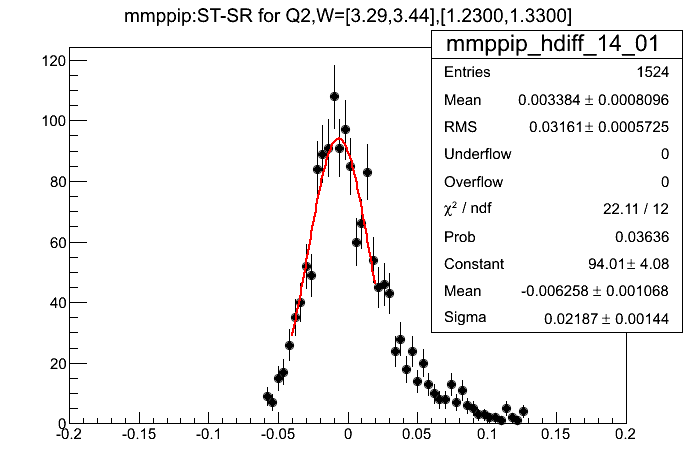 mmppip:ST-SR for Q2,W=[3.29,3.44],[1.2300,1.3300]
mmppip_hdiff_14_01
Entries 1524
Mean 0.003384 ± 0.0008096
RMS 0.03161 ± 0.0005725
Underflow 0
Overflow 0
χ² / ndf 22.11 / 12
Prob 0.03636
Constant 94.01 ± 4.08
Mean -0.006258 ± 0.001068
Sigma 0.02187 ± 0.00144
120
100
80
60
40
20
0
-0.2 -0.15 -0.1 -0.05 0 0.05 0.1 0.15 0.2